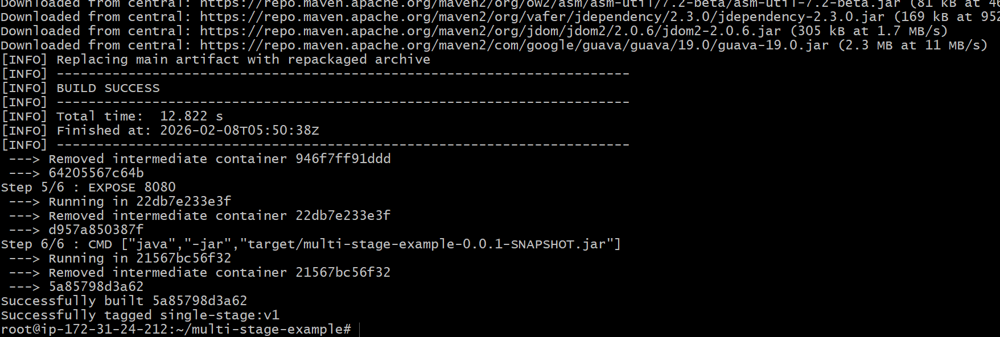 Downloaded from central: https://repo.maven.apache.org/maven2/org/ow2/asm/asm-util/7.2-beta/asm-util-7.2-beta.jar (81 kB at 46
Downloaded from central: https://repo.maven.apache.org/maven2/org/vafer/jdependency/2.3.0/jdependency-2.3.0.jar (169 kB at 952
Downloaded from central: https://repo.maven.apache.org/maven2/org/jdom/jdom2/2.0.6/jdom2-2.0.6.jar (305 kB at 1.7 MB/s)
Downloaded from central: https://repo.maven.apache.org/maven2/com/google/guava/guava/19.0/guava-19.0.jar (2.3 MB at 11 MB/s)
[INFO] Replacing main artifact with repackaged archive
[INFO] ------------------------------------------------------------------------
[INFO] BUILD SUCCESS
[INFO] ------------------------------------------------------------------------
[INFO] Total time:  12.822 s
[INFO] Finished at: 2026-02-08T05:50:38Z
[INFO] ------------------------------------------------------------------------
 ---> Removed intermediate container 946f7ff91ddd
 ---> 64205567c64b
Step 5/6 : EXPOSE 8080
 ---> Running in 22db7e233e3f
 ---> Removed intermediate container 22db7e233e3f
 ---> d957a850387f
Step 6/6 : CMD ["java","-jar","target/multi-stage-example-0.0.1-SNAPSHOT.jar"]
 ---> Running in 21567bc56f32
 ---> Removed intermediate container 21567bc56f32
 ---> 5a85798d3a62
Successfully built 5a85798d3a62
Successfully tagged single-stage:v1
root@ip-172-31-24-212:~/multi-stage-example#